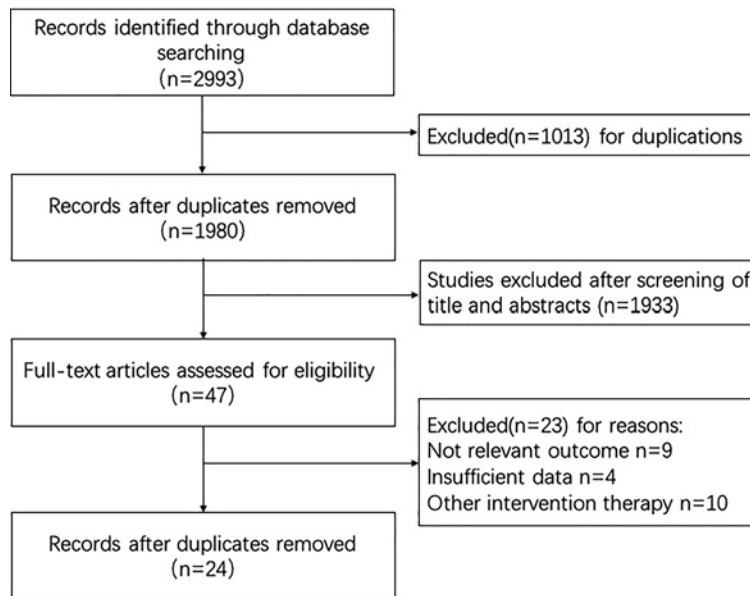 Records identified through database
searching
(n=2993)
Excluded(n=1013) for duplications
Records after duplicates removed
(n=1980)
Studies excluded after screening of
title and abstracts (n=1933)
Full-text articles assessed for eligibility
(n=47)
Excluded(n=23) for reasons:
Not relevant outcome n=9
Insufficient data n=4
Other intervention therapy n=10
Records after duplicates removed
(n=24)